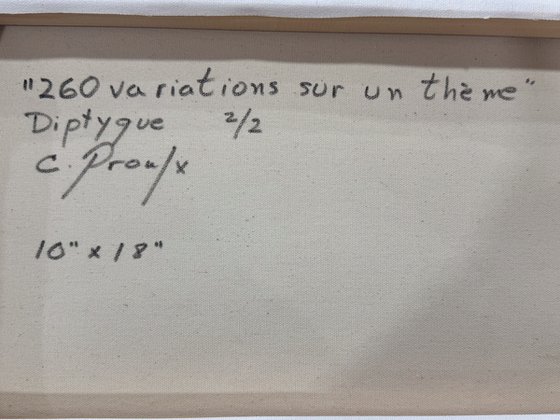 "260 variations sur un thème"
Diptyque 2/2
C. Proulx
10" x 18"